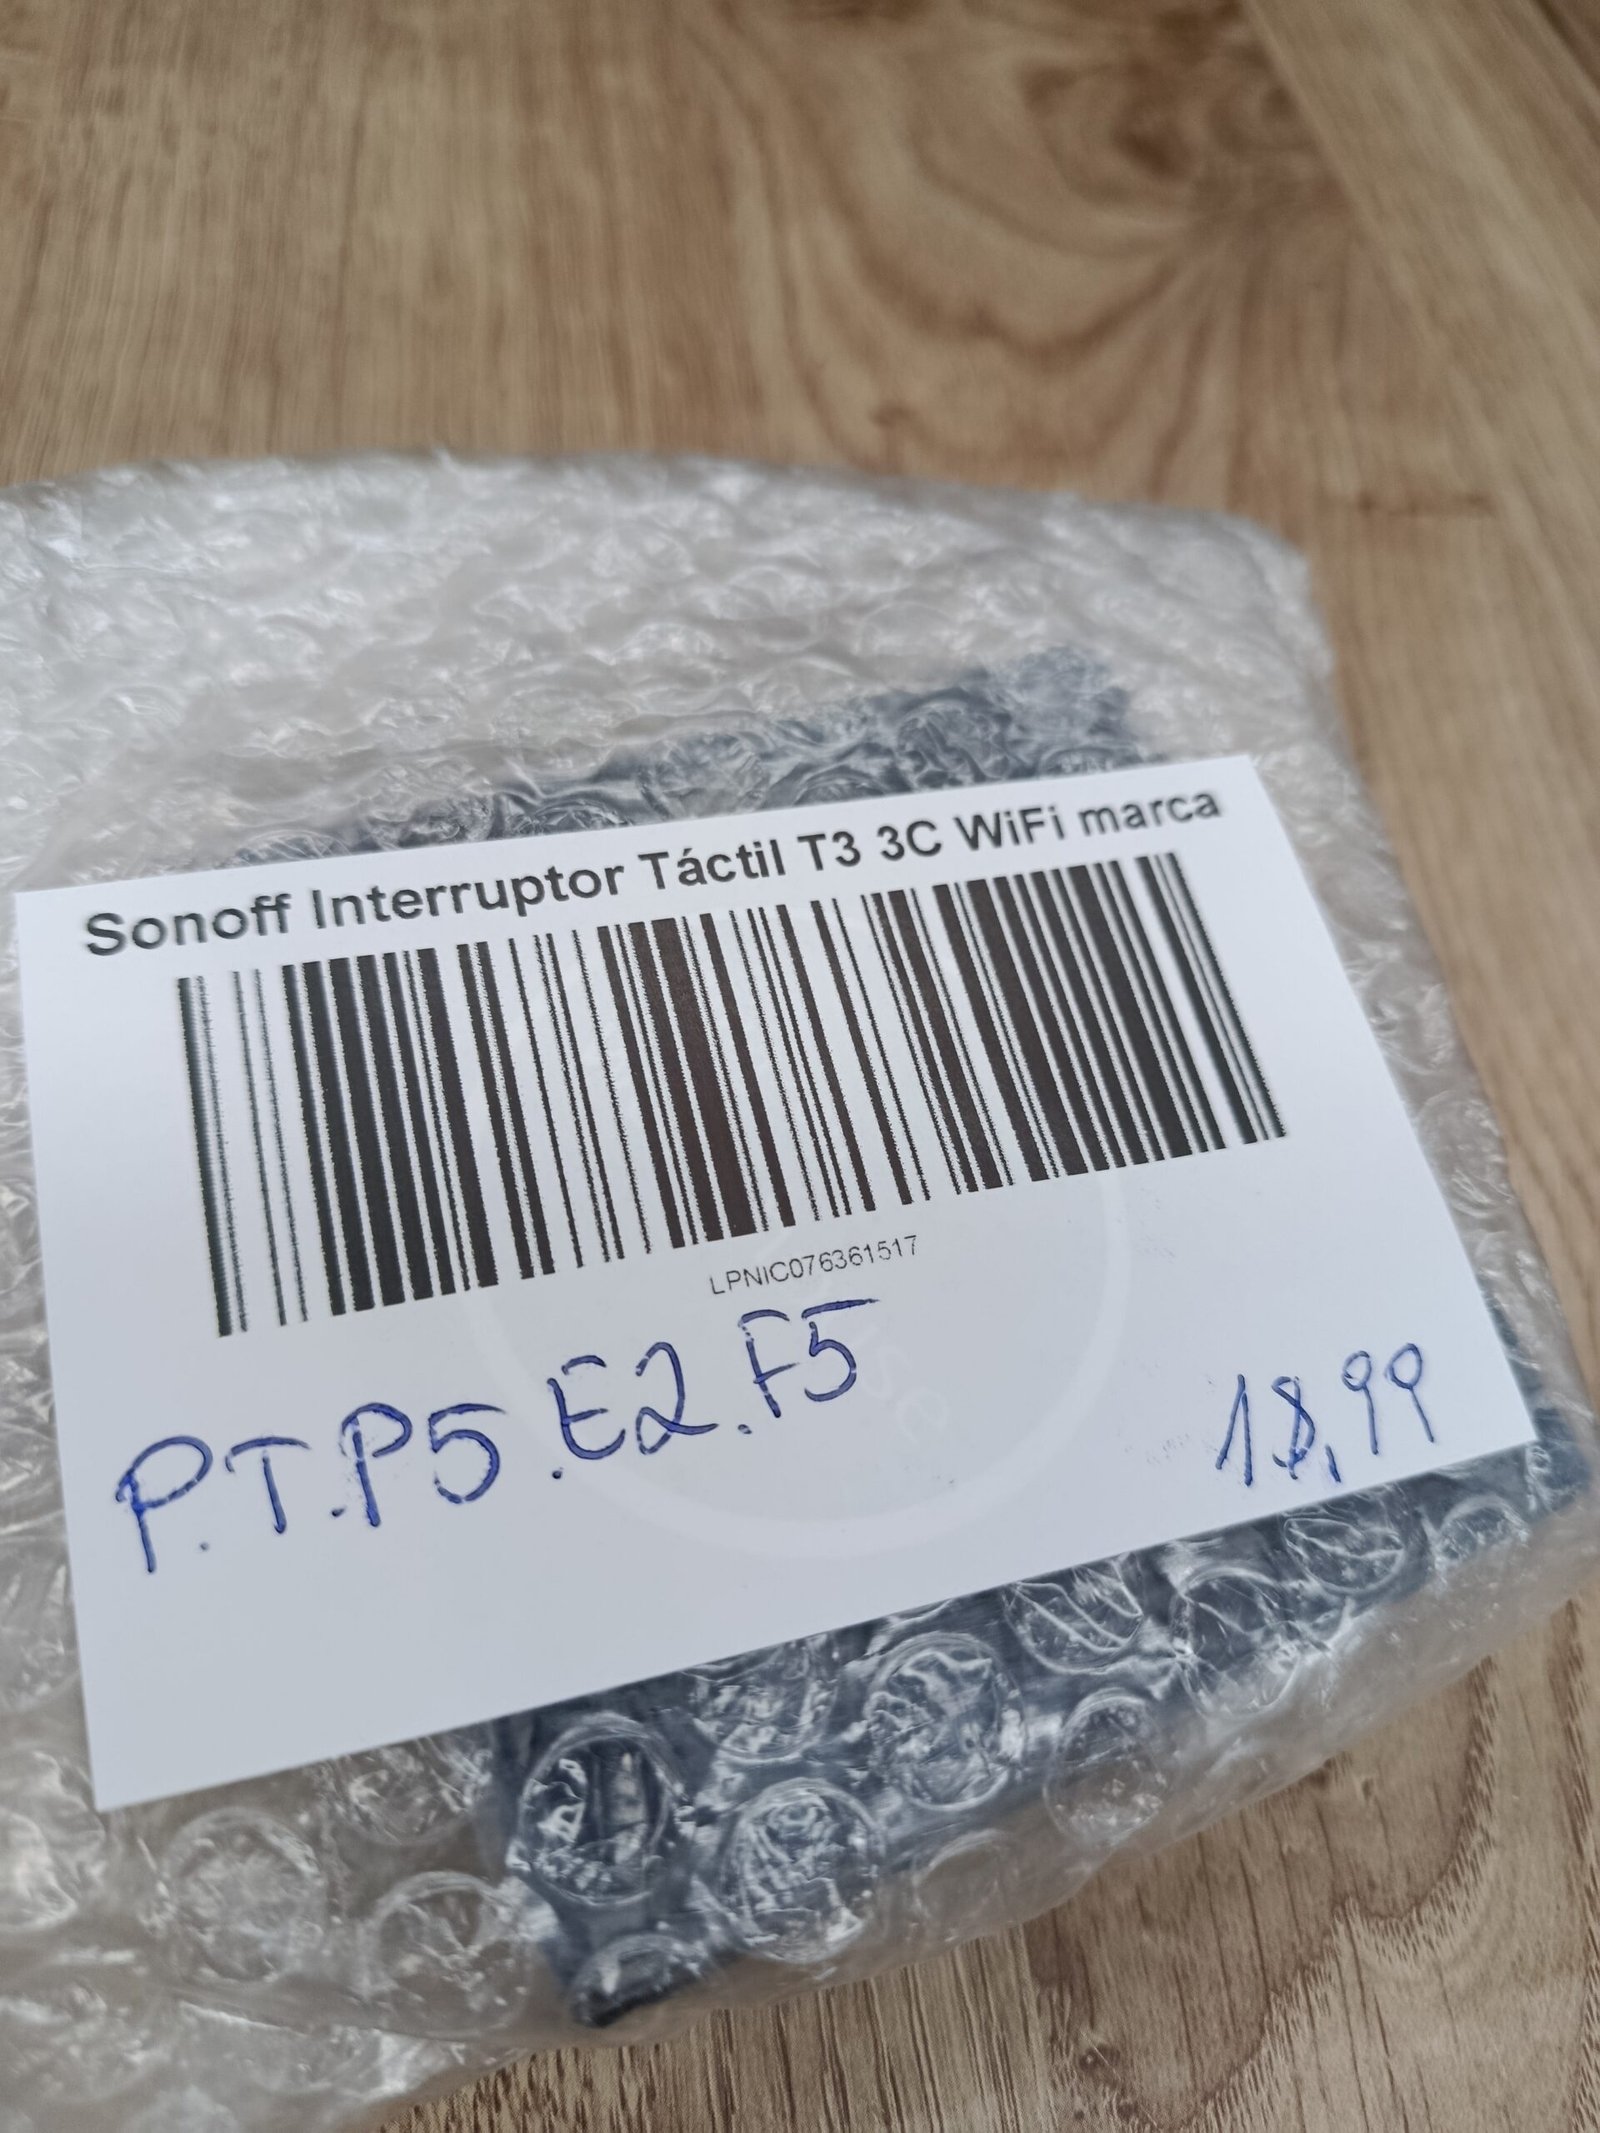 Sonoff Interruptor Táctil T3 3C WiFi marca
LPNIC076361517
P.T.P5.E2.F5
18,99